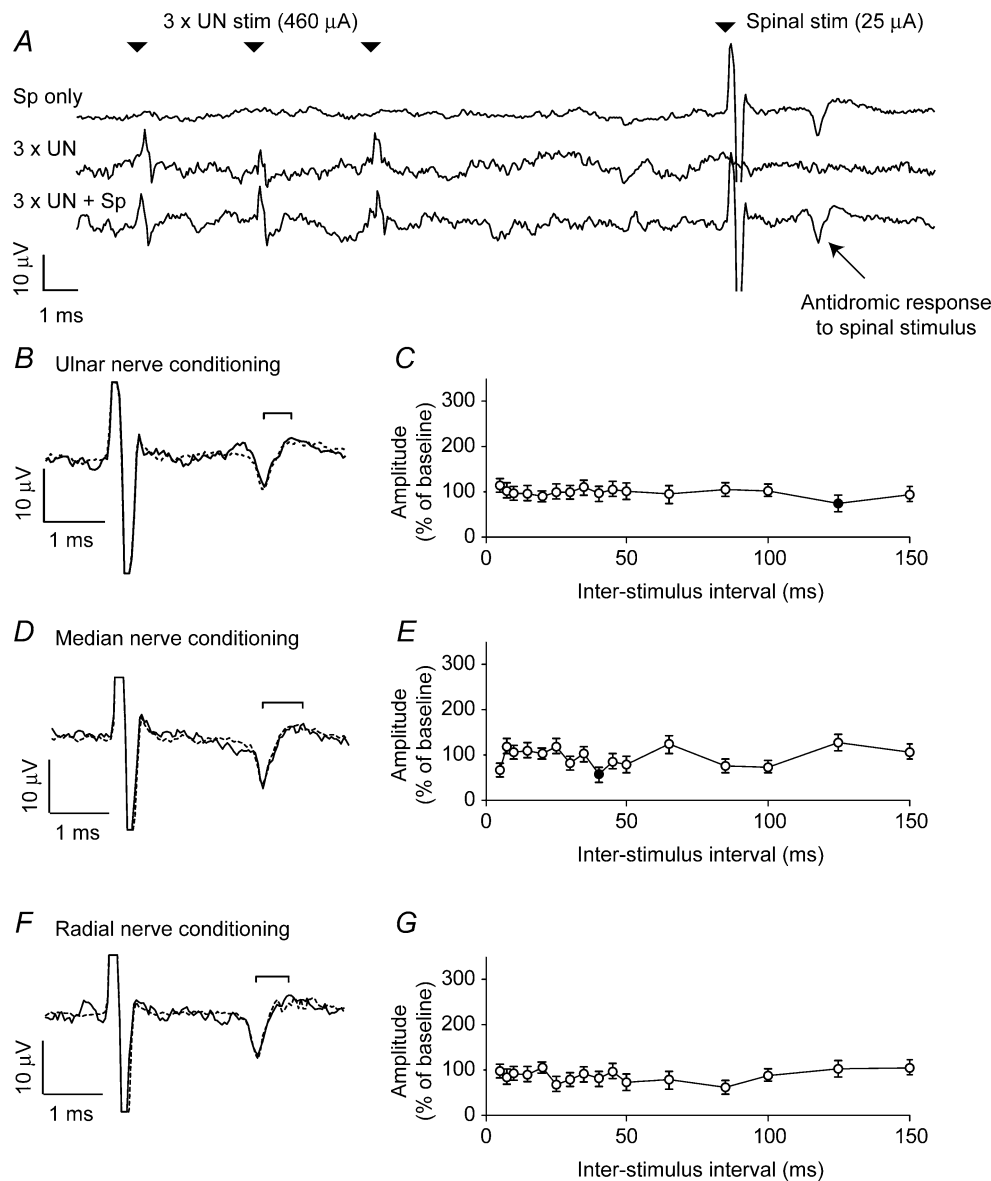 3 x UN stim (460 µA)
Spinal stim (25 µA)
A
Sp only
3 x UN
3 x UN + Sp
10 µV
1 ms
Antidromic response
to spinal stimulus
B
Ulnar nerve conditioning
10 µV
1 ms
C
Amplitude
(% of baseline)
300
200
100
0
0
50
100
150
Inter-stimulus interval (ms)
D
Median nerve conditioning
10 µV
1 ms
E
Amplitude
(% of baseline)
300
200
100
0
0
50
100
150
Inter-stimulus interval (ms)
F
Radial nerve conditioning
10 µV
1 ms
G
Amplitude
(% of baseline)
300
200
100
0
0
50
100
150
Inter-stimulus interval (ms)